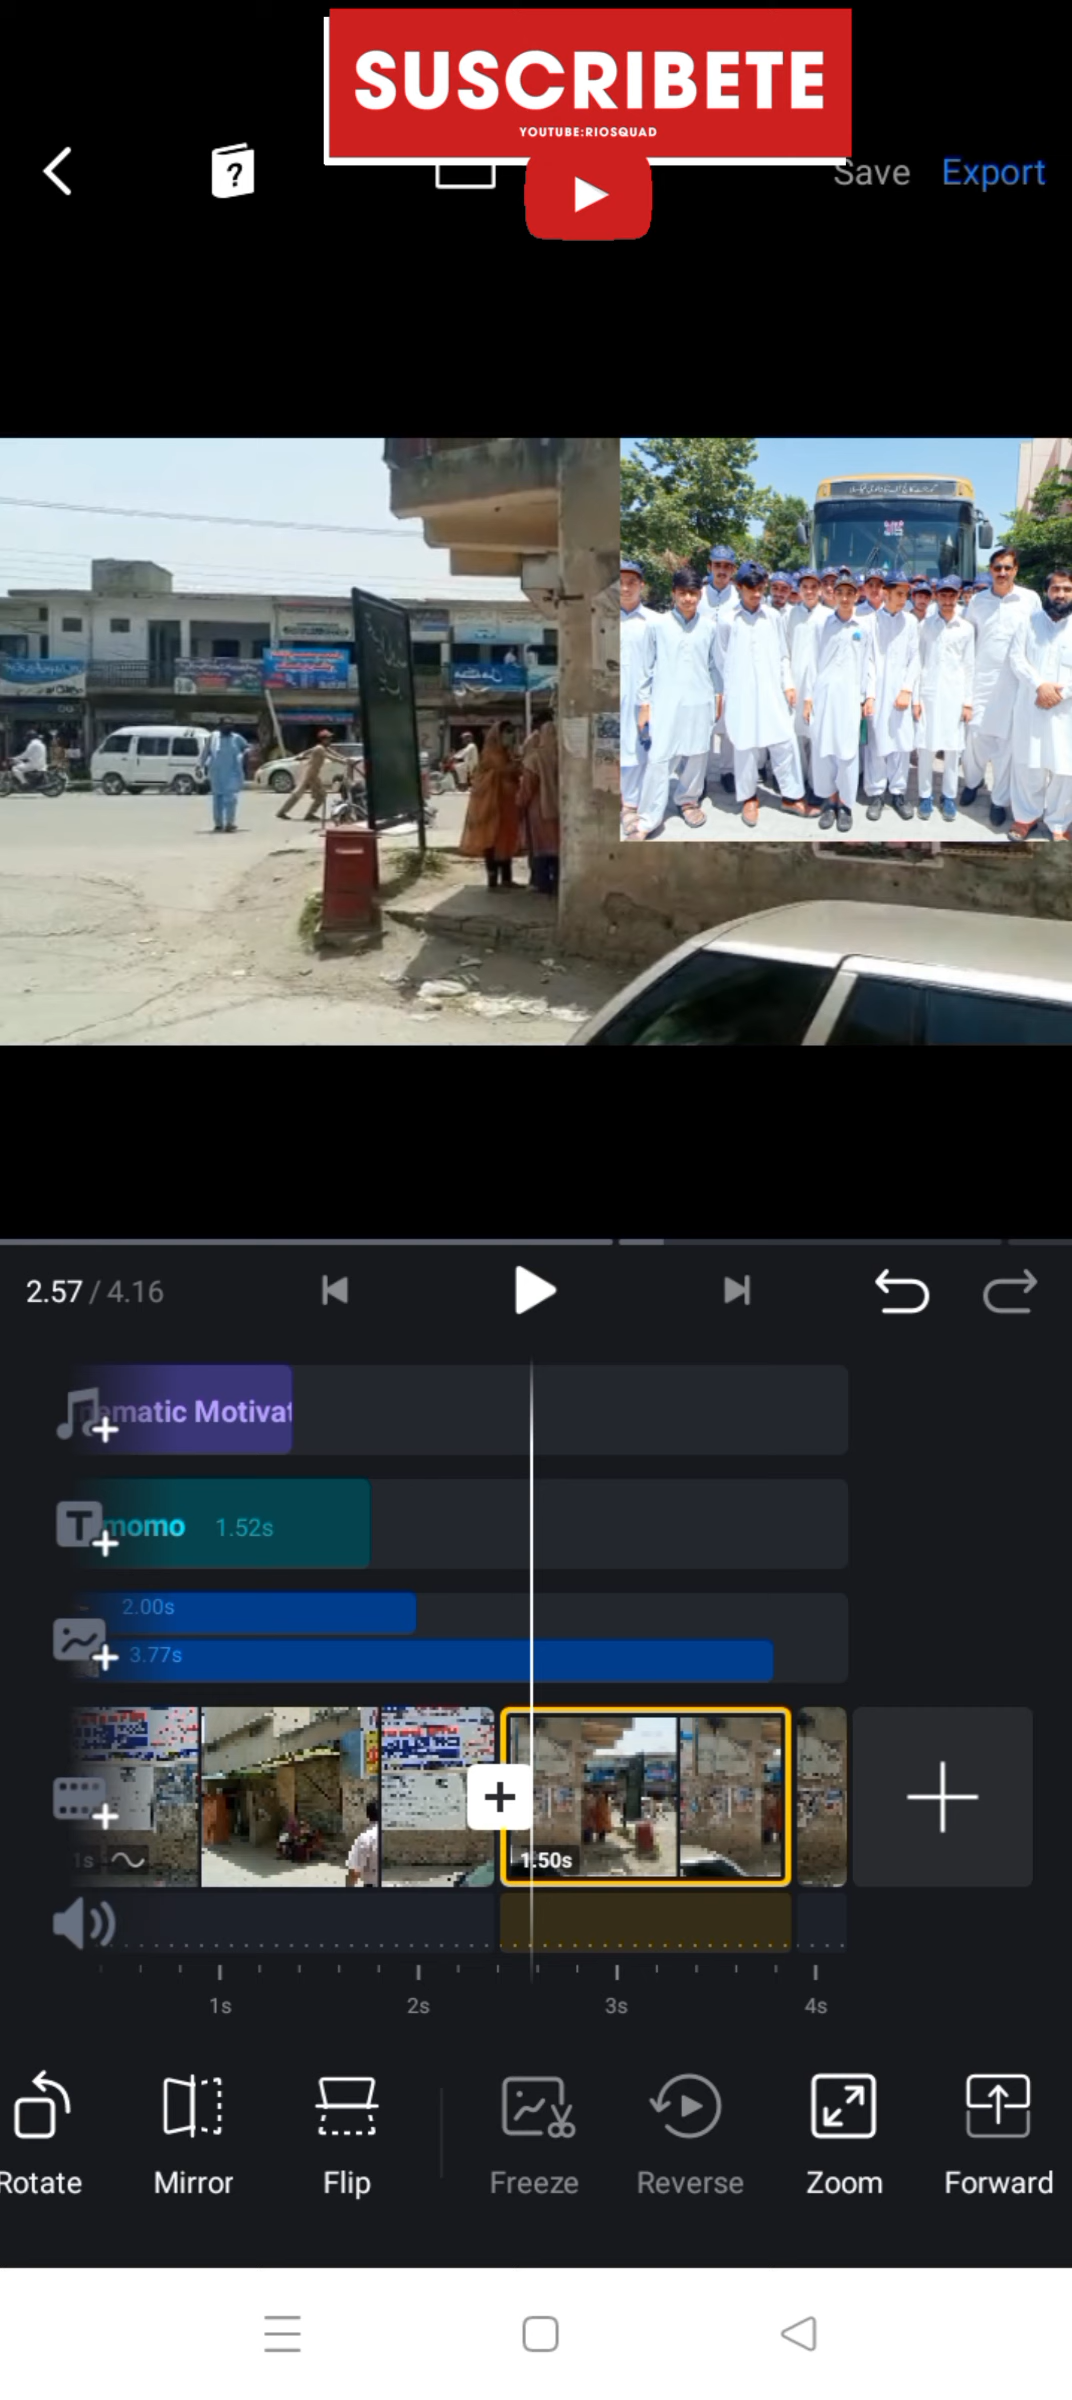 SUSCRIBETE
YOUTUBE:RIOSQUAD
?
Save
Export
2.57 / 4.16
ematic Motivat
momo 1.52s
2.00s
3.77s
1s
1.50s
1s 2s 3s 4s
Rotate Mirror Flip Freeze Reverse Zoom Forward